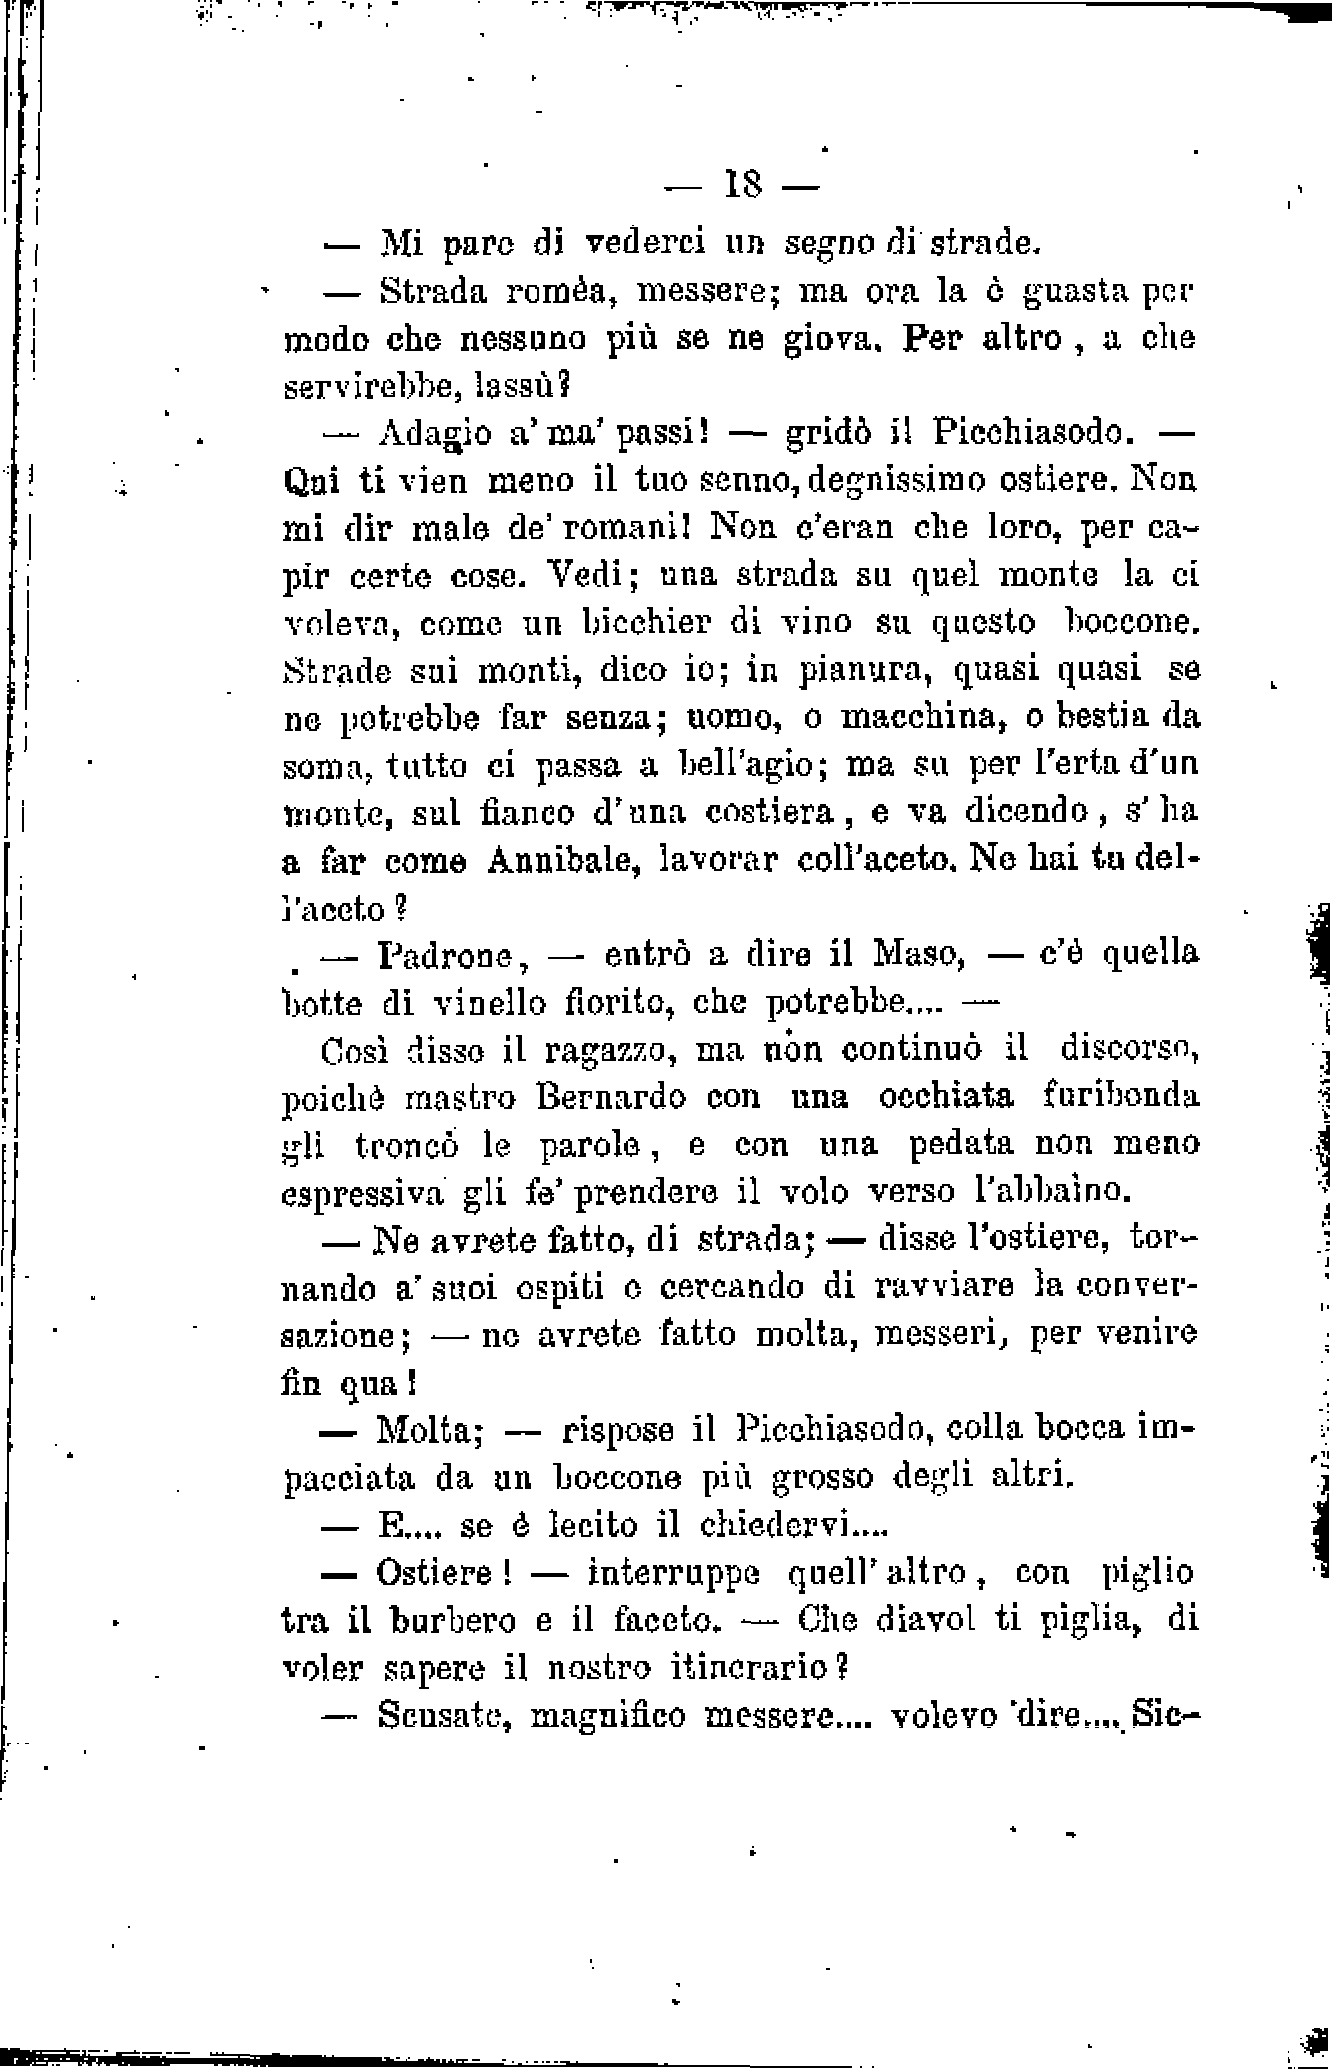 — 18 —
— Mi pare di vederci un segno di strade.
— Strada romèa, messere; ma ora la è guasta per
modo che nessuno più se ne giova. Per altro, a che
servirebbe, lassù?
— Adagio a' ma' passi! — gridò il Picchiasodo. —
Qui ti vien meno il tuo senno, degnissimo ostiere. Non
mi dir male de' romani! Non c'eran che loro, per ca-
pir certe cose. Vedi; una strada su quel monte la ci
voleva, come un bicchier di vino su questo boccone.
Strade sui monti, dico io; in pianura, quasi quasi se
ne potrebbe far senza; uomo, o macchina, o bestia da
soma, tutto ci passa a bell'agio; ma su per l'erta d'un
monte, sul fianco d'una costiera, e va dicendo, s'ha
a far come Annibale, lavorar coll'aceto. Ne hai tu del-
l'aceto?
— Padrone, — entrò a dire il Maso, — c'è quella
botte di vinello fiorito, che potrebbe.... —
Così disse il ragazzo, ma non continuò il discorso,
poichè mastro Bernardo con una occhiata furibonda
gli troncò le parole, e con una pedata non meno
espressiva gli fe' prendere il volo verso l'abbaìno.
— Ne avrete fatto, di strada; — disse l'ostiere, tor-
nando a' suoi ospiti e cercando di ravviare la conver-
sazione; — ne avrete fatto molta, messeri, per venire
fin qua!
— Molta; — rispose il Picchiasodo, colla bocca im-
pacciata da un boccone più grosso degli altri.
— E.... se è lecito il chiedervi....
— Ostiere! — interruppe quell'altro, con piglio
tra il burbero e il faceto. — Che diavol ti piglia, di
voler sapere il nostro itinerario?
— Scusate, magnifico messere.... volevo dire.... Sic-